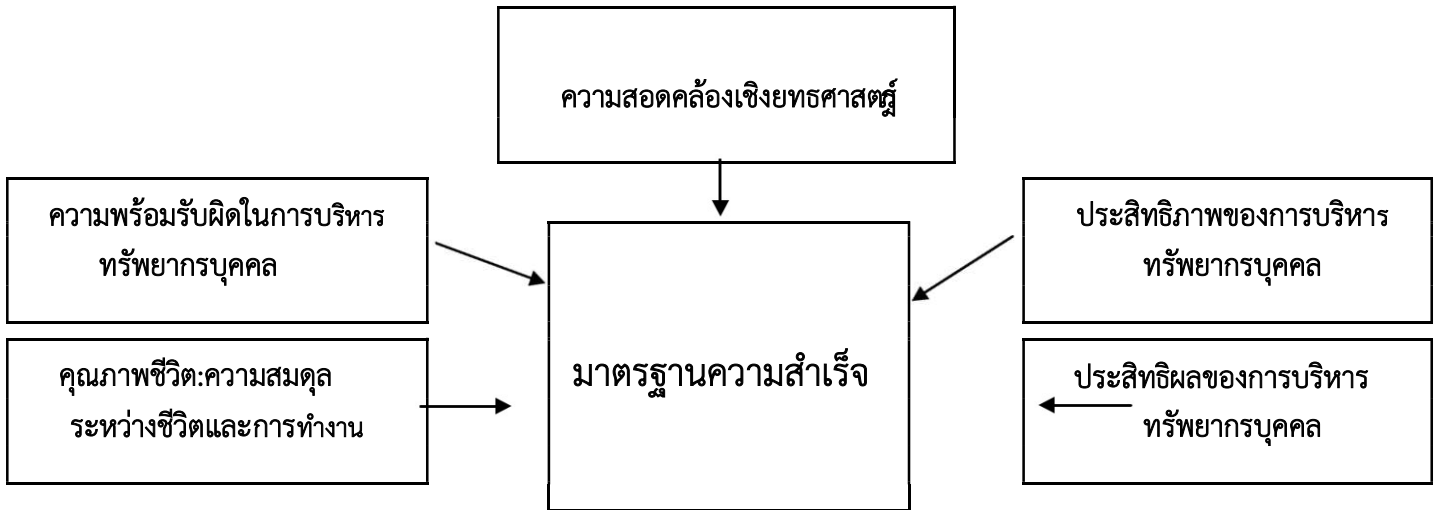 ความสอดคล้องเชิงยทธศาสตร์ุ
ความพร้อมรับผิดในการบริหาร
ทรัพยากรบุคคล
ประสิทธิภาพของการบริหาร
ทรัพยากรบุคคล
มาตรฐานความสำเร็จ
คุณภาพชีวิต:ความสมดุล
ระหว่างชีวิตและการทำงาน
ประสิทธิผลของการบริหาร
ทรัพยากรบุคคล